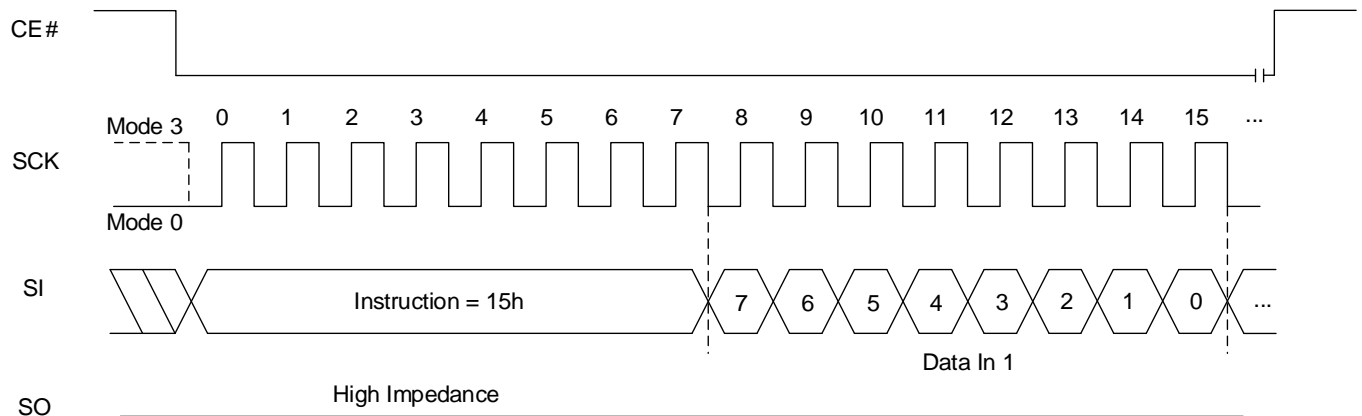 CE#
Mode 3
0 1 2 3 4 5 6 7 8 9 10 11 12 13 14 15 ...
SCK
Mode 0
SI
Instruction = 15h
7 6 5 4 3 2 1 0 ...
Data In 1
High Impedance
SO